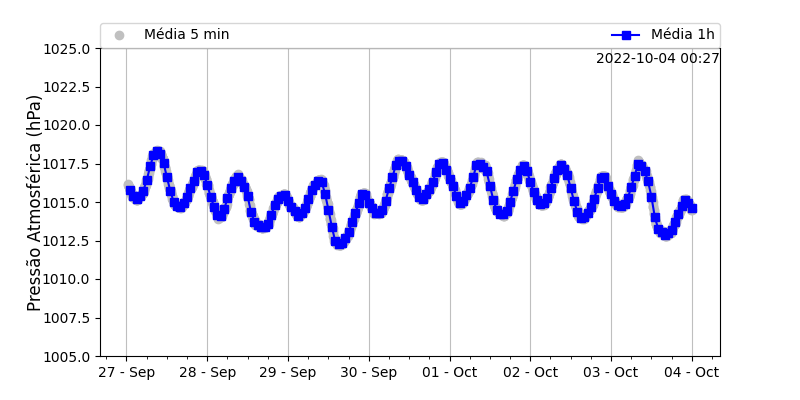 Média 5 min
Média 1h
2022-10-04 00:27
Pressão Atmosférica (hPa)
1025.0
1022.5
1020.0
1017.5
1015.0
1012.5
1010.0
1007.5
1005.0
27 - Sep
28 - Sep
29 - Sep
30 - Sep
01 - Oct
02 - Oct
03 - Oct
04 - Oct